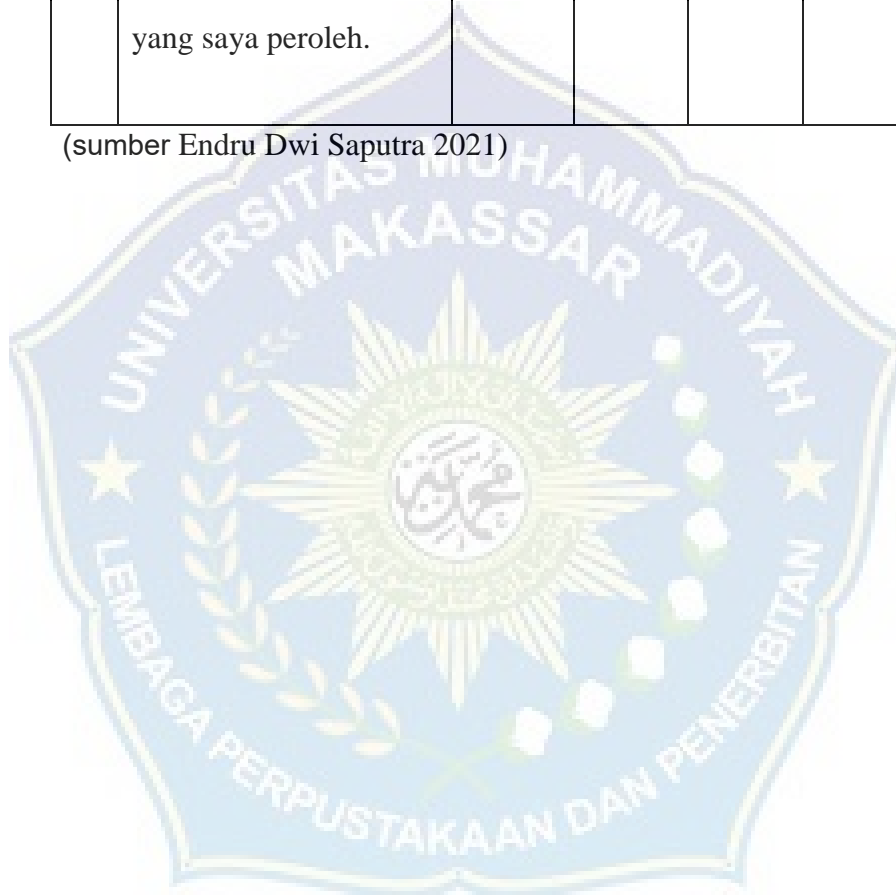 yang saya peroleh.
(sumber Endru Dwi Saputra 2021)
UNIVERSITAS MUHAMMADIYAH
MAKASSAR
LEMBAGA PERPUSTAKAAN DAN PENERBITAN